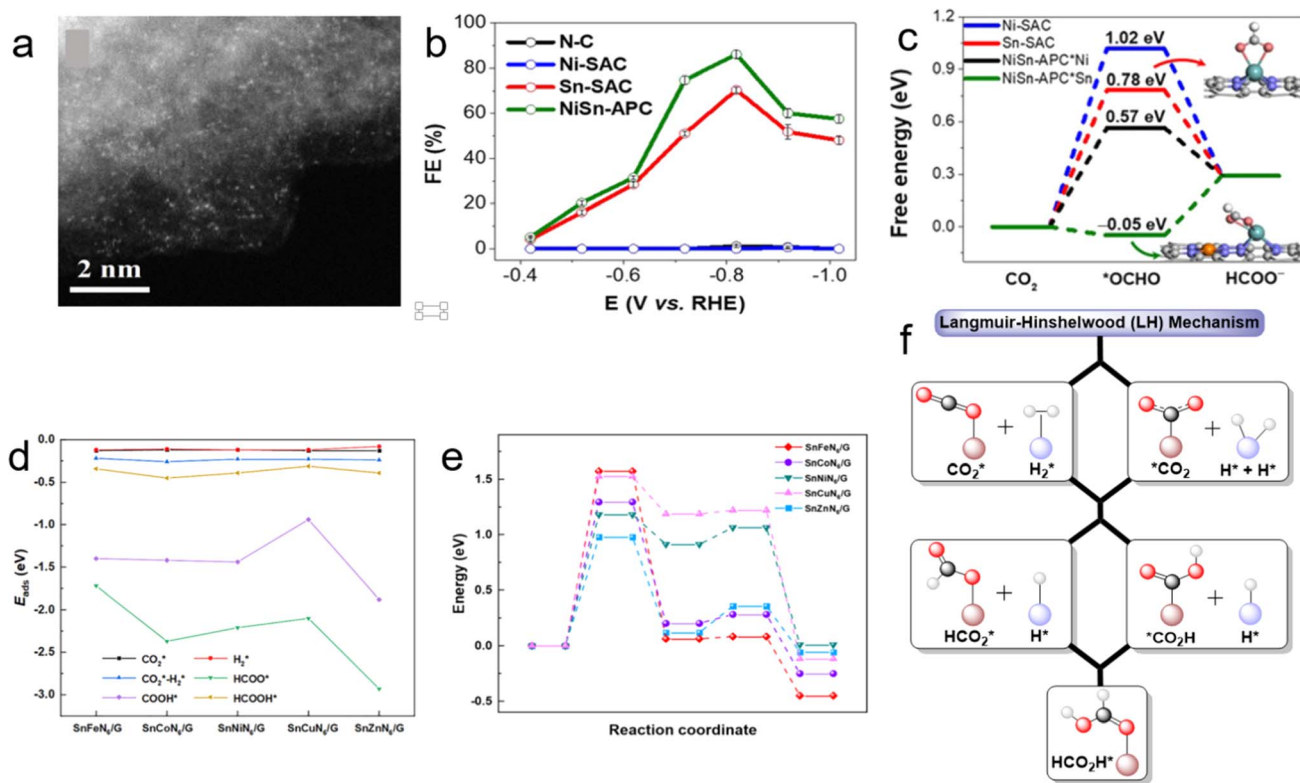 a
2 nm
b
100
80
60
40
20
0
FE (%)
N-C
Ni-SAC
Sn-SAC
NiSn-APC
-0.4
-0.6
-0.8
-1.0
E (V vs. RHE)
c
1.2
0.9
0.6
0.3
0.0
Free energy (eV)
Ni-SAC
Sn-SAC
NiSn-APC*Ni
NiSn-APC*Sn
1.02 eV
0.78 eV
0.57 eV
−0.05 eV
CO₂
*OCHO
HCOO⁻
d
0.0
-0.5
-1.0
-1.5
-2.0
-2.5
-3.0
Eads (eV)
CO₂*
H₂*
CO₂*-H₂*
HCOO*
COOH*
HCOOH*
SnFeN₆/G
SnCoN₆/G
SnNiN₆/G
SnCuN₆/G
SnZnN₆/G
e
1.5
1.0
0.5
0.0
-0.5
Energy (eV)
SnFeN₆/G
SnCoN₆/G
SnNiN₆/G
SnCuN₆/G
SnZnN₆/G
Reaction coordinate
f
Langmuir-Hinshelwood (LH) Mechanism
+
CO₂*
H₂*
+
*CO₂
H* + H*
+
HCO₂*
H*
+
*CO₂H
H*
HCO₂H*